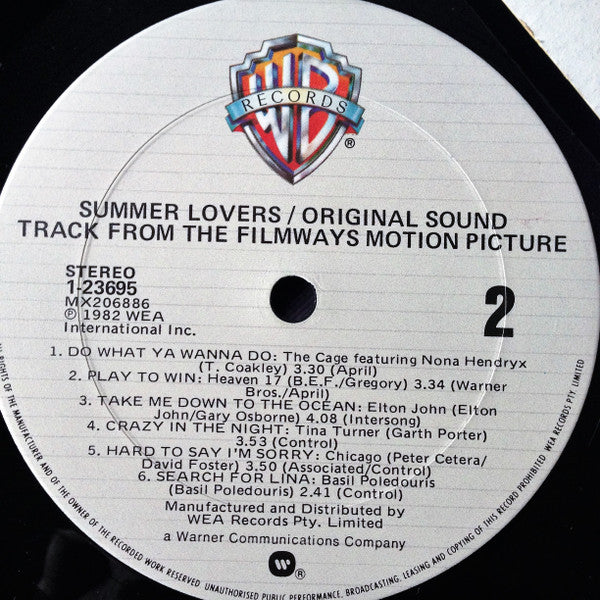 WB
RECORDS
®
SUMMER LOVERS / ORIGINAL SOUND
TRACK FROM THE FILMWAYS MOTION PICTURE
STEREO
1-23695
MX206886
℗ 1982 WEA
International Inc.
2
1. DO WHAT YA WANNA DO: The Cage featuring Nona Hendryx
(T. Coakley) 3.30 (April)
2. PLAY TO WIN: Heaven 17 (B.E.F./Gregory) 3.34 (Warner
Bros./April)
3. TAKE ME DOWN TO THE OCEAN: Elton John (Elton
John/Gary Osborne) 4.08 (Intersong)
4. CRAZY IN THE NIGHT: Tina Turner (Garth Porter)
3.53 (Control)
5. HARD TO SAY I'M SORRY: Chicago (Peter Cetera/
David Foster) 3.50 (Associated/Control)
6. SEARCH FOR LINA: Basil Poledouris
(Basil Poledouris) 2.41 (Control)
Manufactured and Distributed by
WEA Records Pty. Limited
a Warner Communications Company
®
RIGHTS OF THE MANUFACTURER AND OF THE OWNER OF THE RECORDED WORK RESERVED UNAUTHORISED PUBLIC PERFORMANCE, BROADCASTING, LEASING AND COPYING OF THIS RECORD PROHIBITED WEA RECORDS PTY. LIMITED